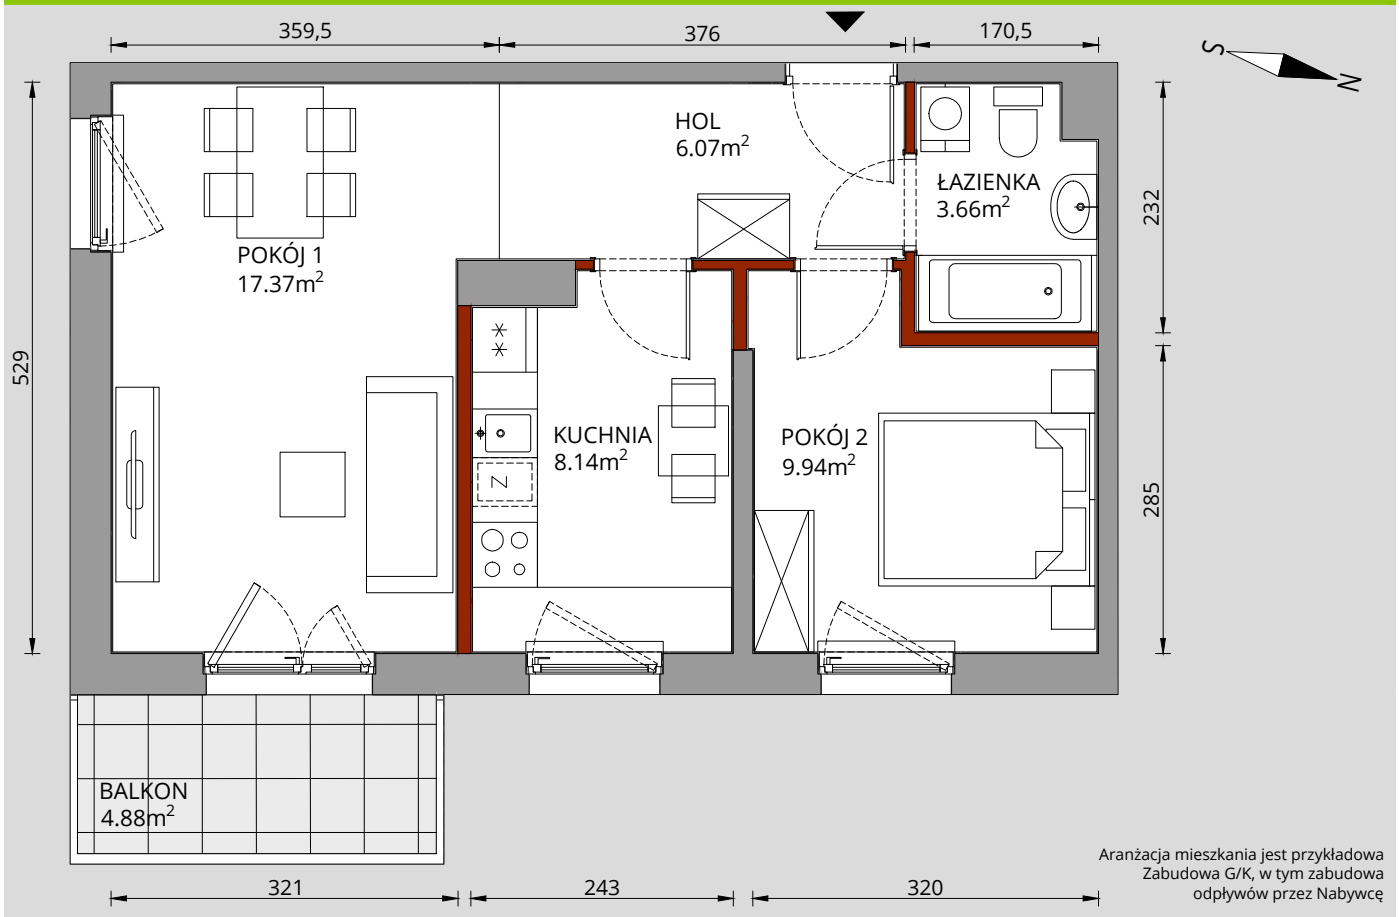 359,5
376
170,5
S
N
HOL
6.07m²
ŁAZIENKA
3.66m²
232
POKÓJ 1
17.37m²
529
KUCHNIA
8.14m²
Z
POKÓJ 2
9.94m²
285
BALKON
4.88m²
Aranżacja mieszkania jest przykładowa
Zabudowa G/K, w tym zabudowa
odpływów przez Nabywcę
321
243
320